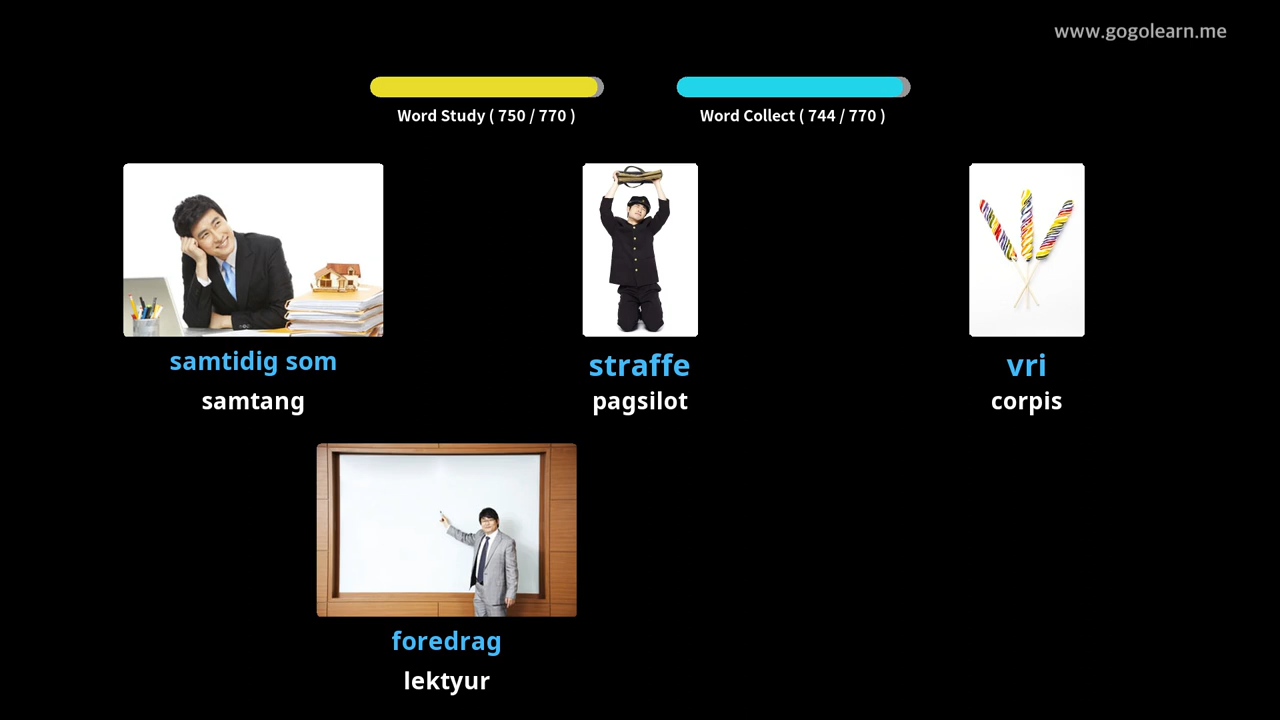 www.gogolearn.me
Word Study ( 750 / 770 )
Word Collect ( 744 / 770 )
samtidig som
samtang
straffe
pagsilot
vri
corpis
foredrag
lektyur